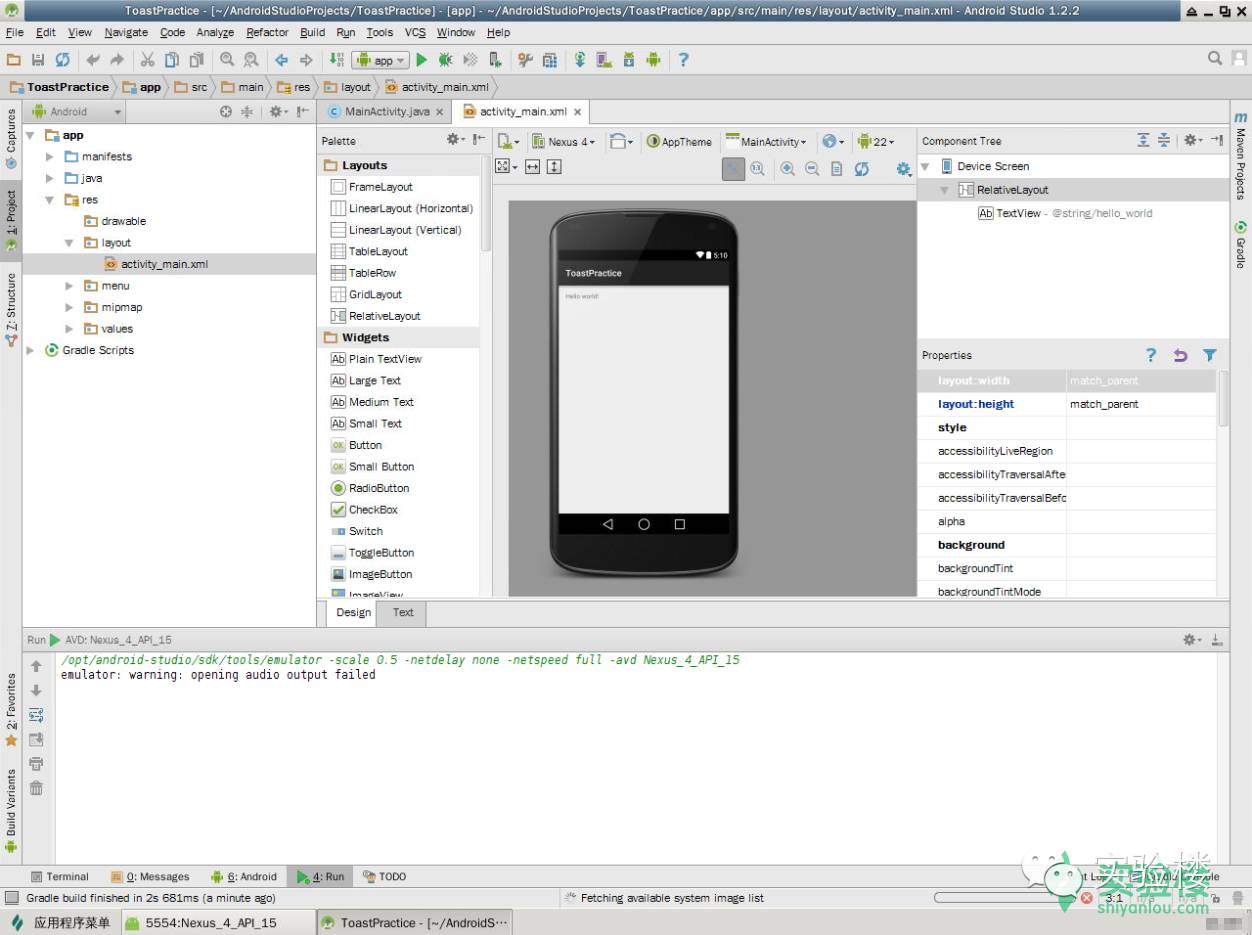 ToastPractice - [~/AndroidStudioProjects/ToastPractice] - [app] - ~/AndroidStudioProjects/ToastPractice/app/src/main/res/layout/activity_main.xml - Android Studio 1.2.2
File Edit View Navigate Code Analyze Refactor Build Run Tools VCS Window Help
app
ToastPractice app src main res layout activity_main.xml
Captures
1: Project
Z: Structure
2: Favorites
Build Variants
Android
app
manifests
java
res
drawable
layout
activity_main.xml
menu
mipmap
values
Gradle Scripts
MainActivity.java activity_main.xml
Palette
Layouts
FrameLayout
LinearLayout (Horizontal)
LinearLayout (Vertical)
TableLayout
TableRow
GridLayout
RelativeLayout
Widgets
Plain TextView
Large Text
Medium Text
Small Text
Button
Small Button
RadioButton
CheckBox
Switch
ToggleButton
ImageButton
ImageView
Design Text
Nexus 4 AppTheme MainActivity 22
5:10
ToastPractice
Hello world!
Component Tree
Device Screen
RelativeLayout
TextView - @string/hello_world
Properties
layout:width match_parent
layout:height match_parent
style
accessibilityLiveRegion
accessibilityTraversalAfte
accessibilityTraversalBefo
alpha
background
backgroundTint
backgroundTintMode
Maven Projects
Gradle
Run AVD: Nexus_4_API_15
/opt/android-studio/sdk/tools/emulator -scale 0.5 -netdelay none -netspeed full -avd Nexus_4_API_15
emulator: warning: opening audio output failed
Terminal 0: Messages 6: Android 4: Run TODO
Gradle build finished in 2s 681ms (a minute ago)
Fetching available system image list
3:1 n/a n/a
应用程序菜单 5554:Nexus_4_API_15 ToastPractice - [~/AndroidS...
实验楼
实验楼
shiyanlou.com